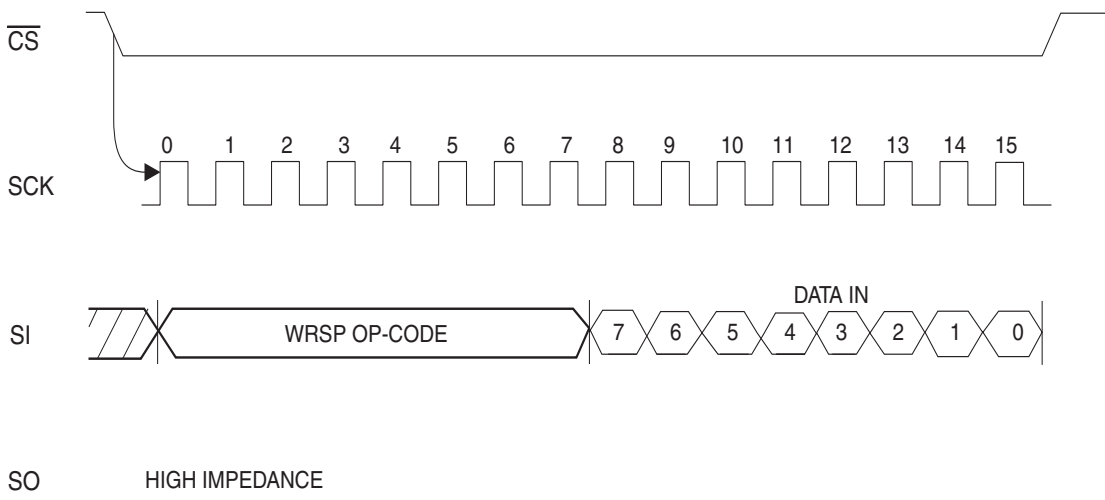 CS
0 1 2 3 4 5 6 7 8 9 10 11 12 13 14 15
SCK
DATA IN
SI WRSP OP-CODE 7 6 5 4 3 2 1 0
SO HIGH IMPEDANCE